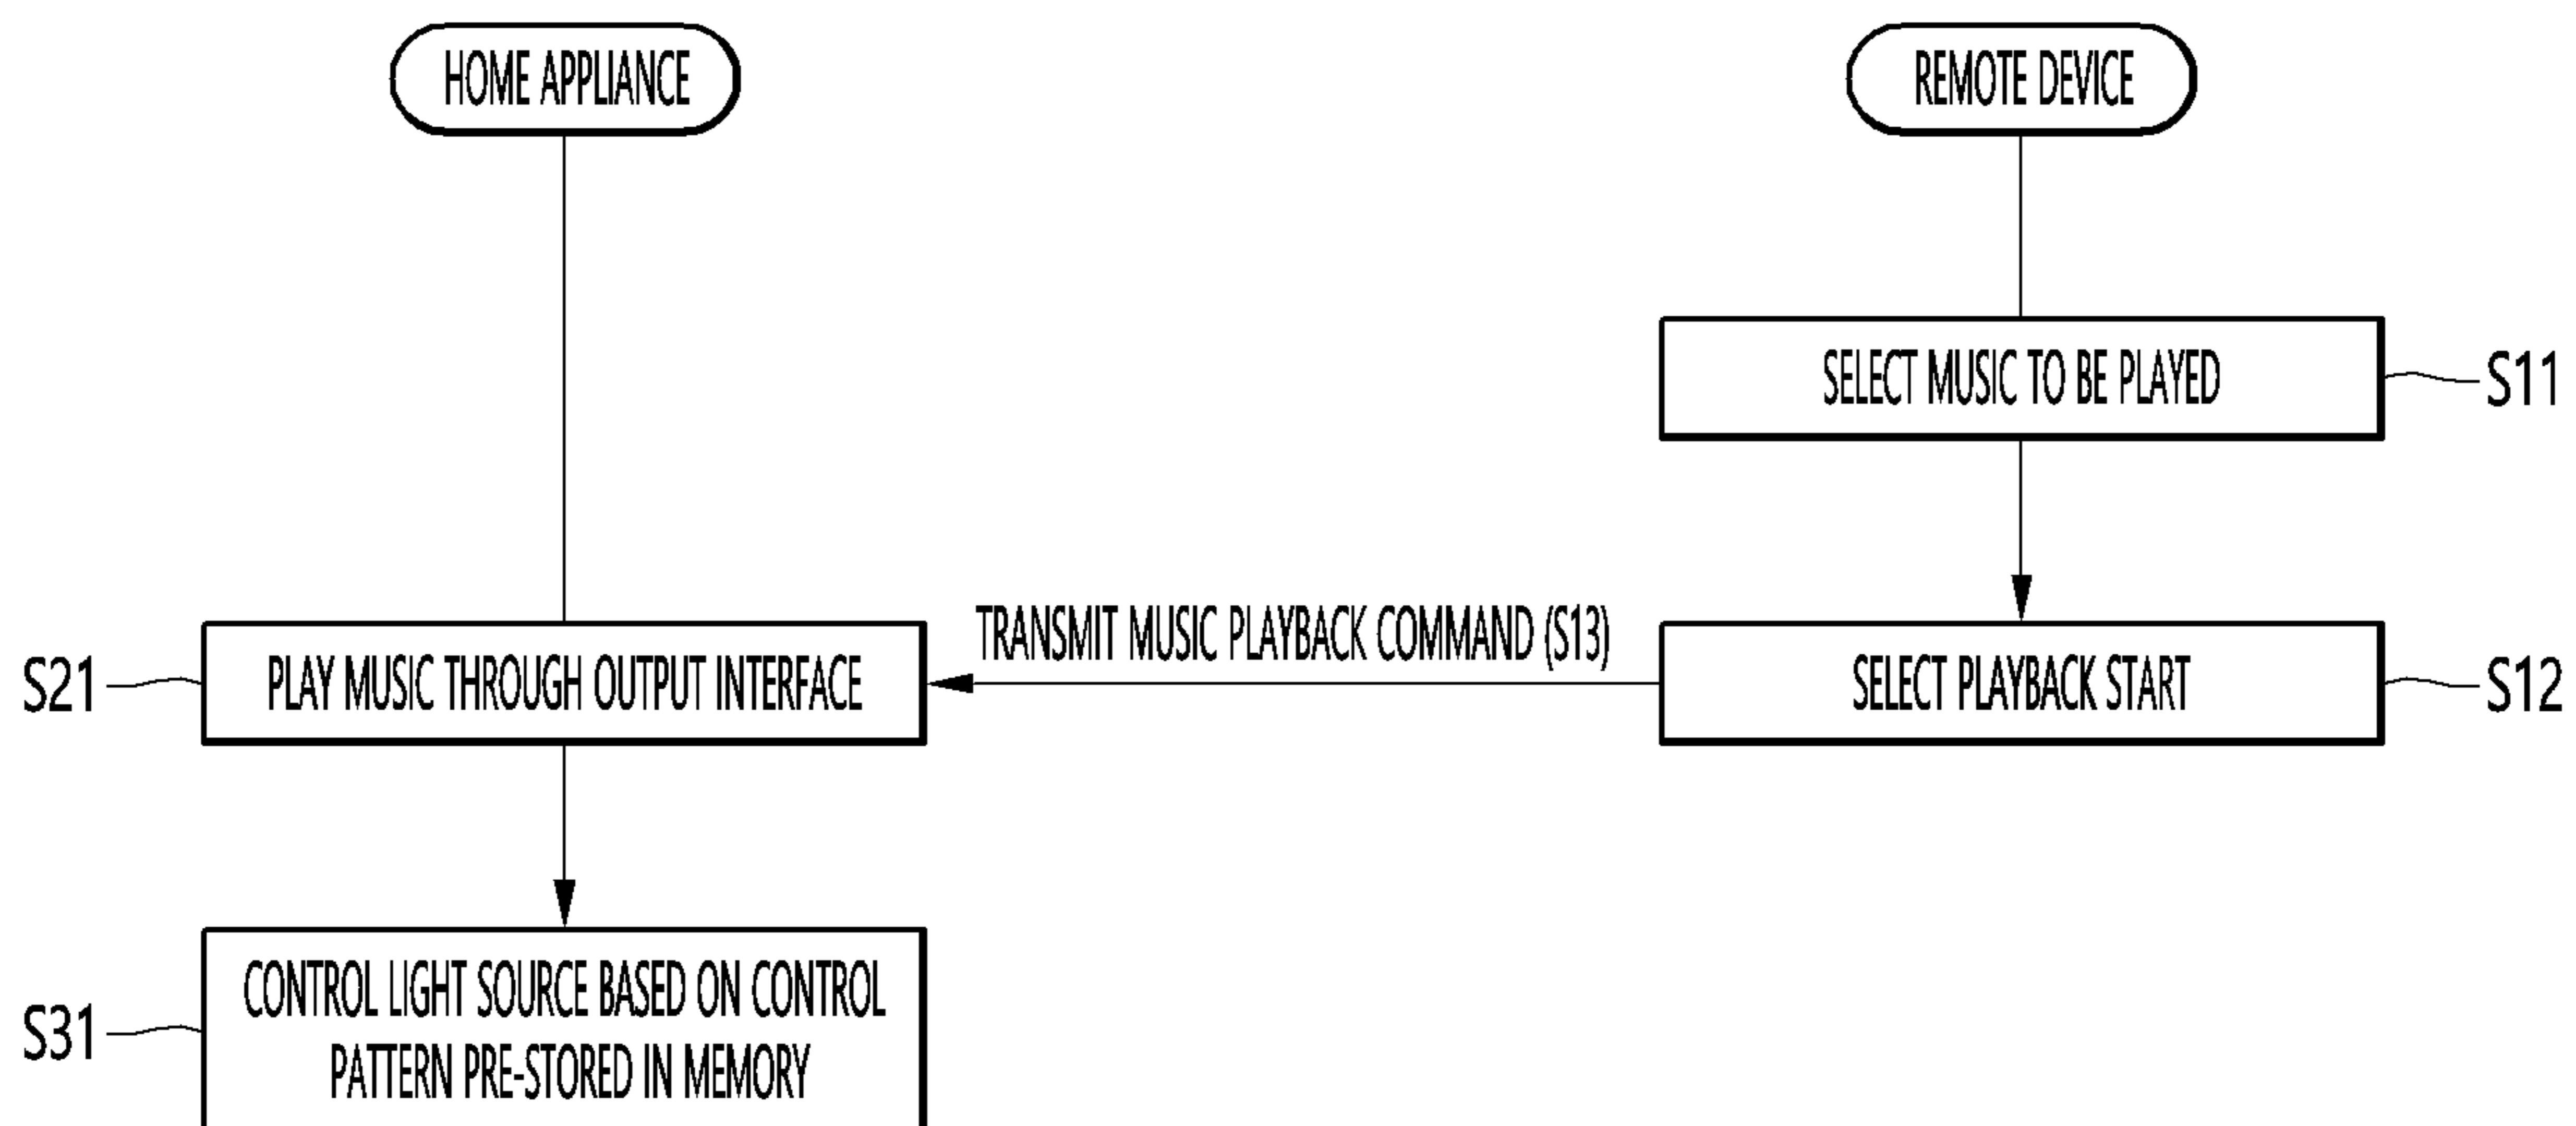 HOME APPLIANCE
REMOTE DEVICE
SELECT MUSIC TO BE PLAYED
S11
TRANSMIT MUSIC PLAYBACK COMMAND (S13)
S21
PLAY MUSIC THROUGH OUTPUT INTERFACE
SELECT PLAYBACK START
S12
S31
CONTROL LIGHT SOURCE BASED ON CONTROL
PATTERN PRE-STORED IN MEMORY